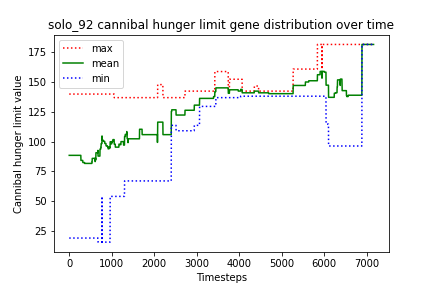 solo_92 cannibal hunger limit gene distribution over time
max
mean
min
Cannibal hunger limit value
175
150
125
100
75
50
25
0
1000
2000
3000
4000
5000
6000
7000
Timesteps